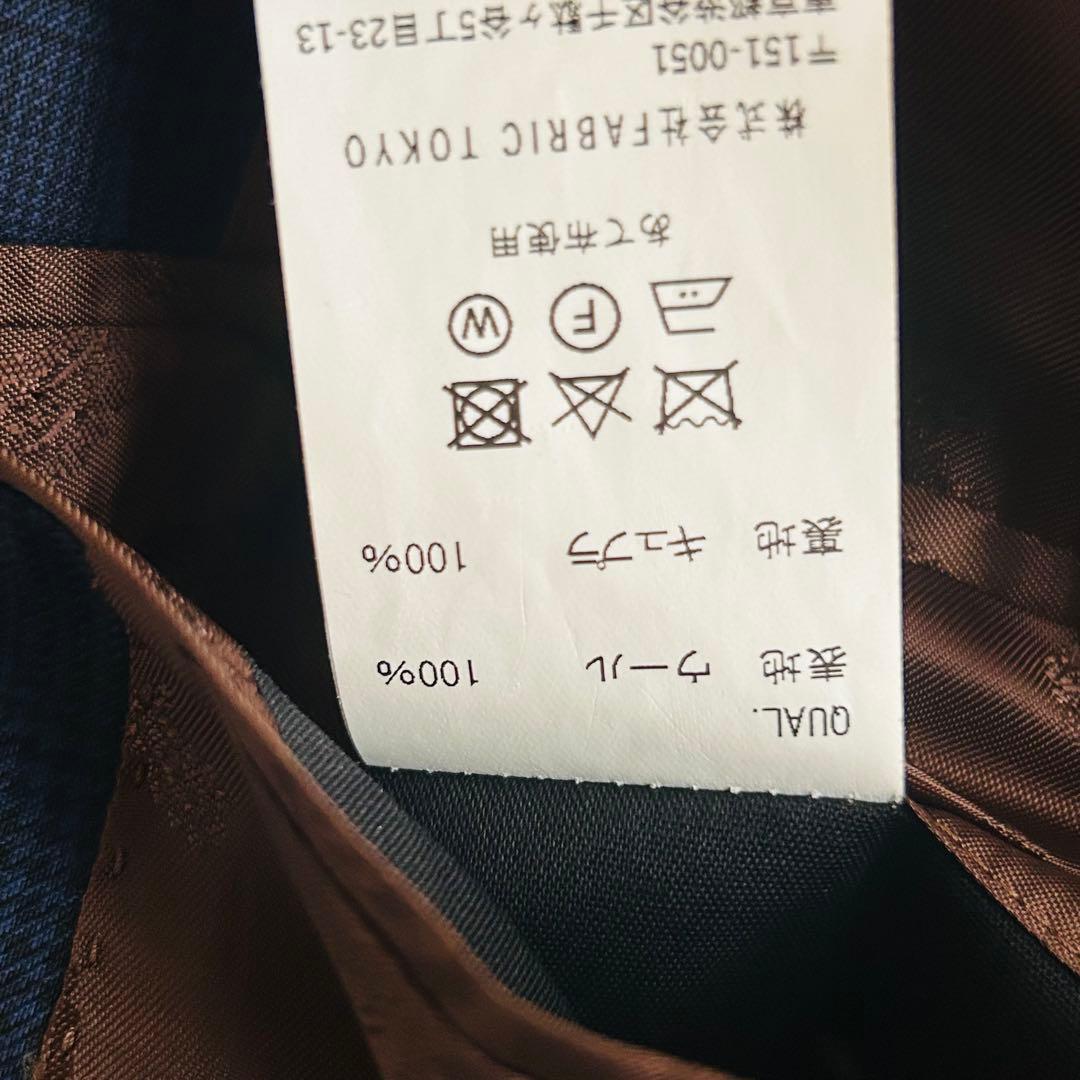 QUAL.
表地 ウール 100%
裏地 キュプラ 100%
F W
あて布使用
株式会社FABRIC TOKYO
〒151-0051
東京都渋谷区千駄ヶ谷5丁目23-13